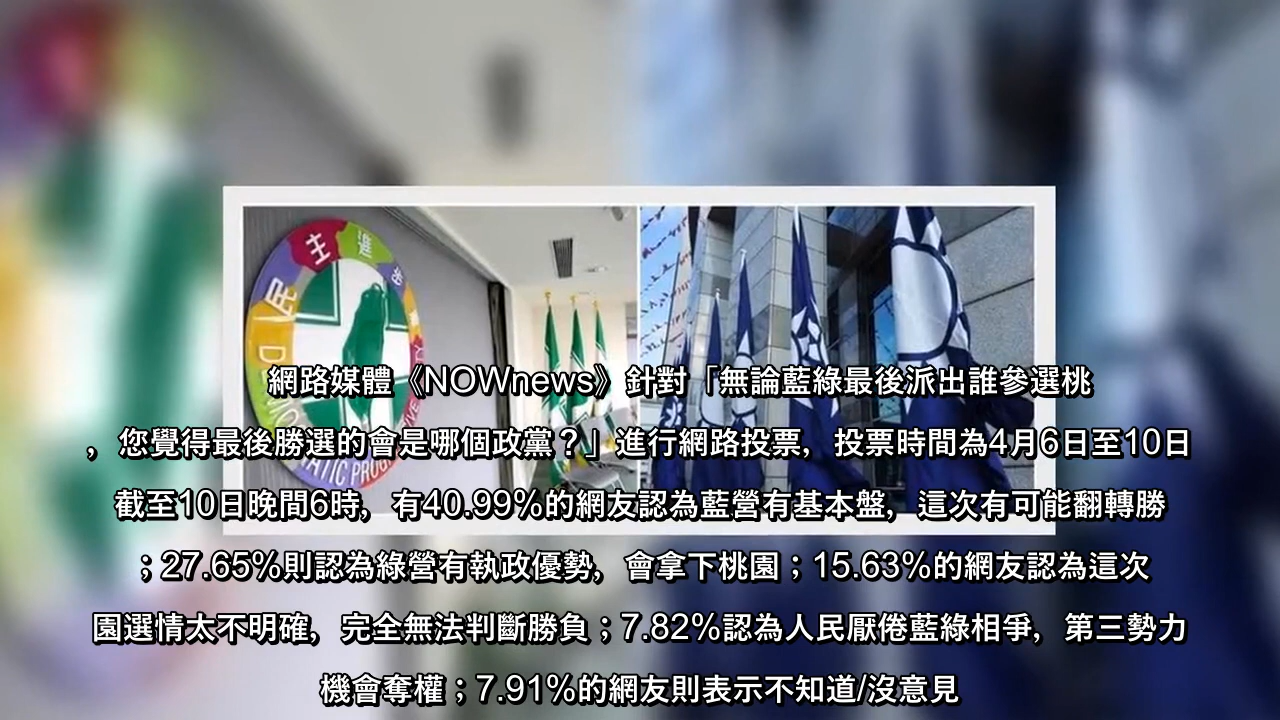 民主進步
DEMOCRATIC PROG
網路媒體《NOWnews》針對「無論藍綠最後派出誰參選桃
，您覺得最後勝選的會是哪個政黨？」進行網路投票，投票時間為4月6日至10日
截至10日晚間6時，有40.99%的網友認為藍營有基本盤，這次有可能翻轉勝
；27.65%則認為綠營有執政優勢，會拿下桃園；15.63%的網友認為這次
園選情太不明確，完全無法判斷勝負；7.82%認為人民厭倦藍綠相爭，第三勢力
機會奪權；7.91%的網友則表示不知道/沒意見